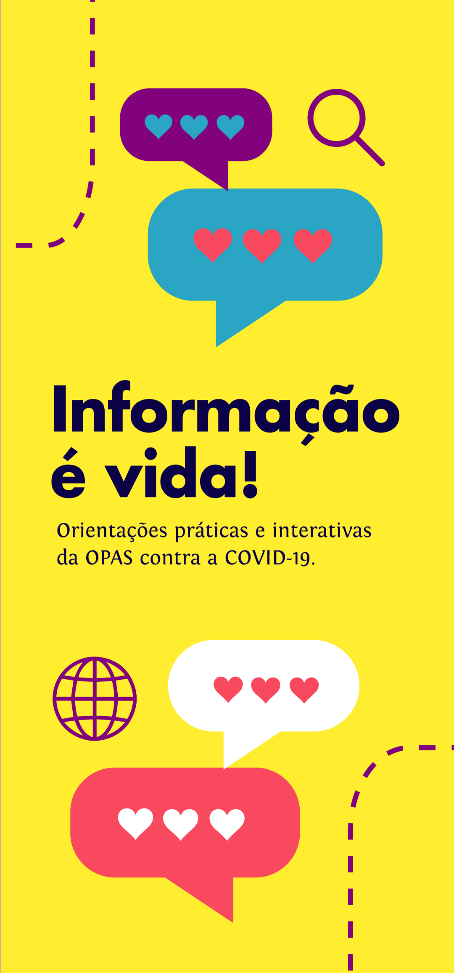 Informação
é vida!
Orientações práticas e interativas
da OPAS contra a COVID-19.